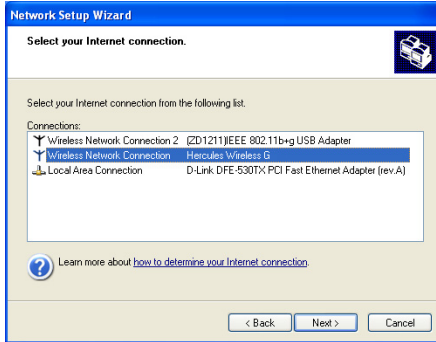 Network Setup Wizard
Select your Internet connection.
Select your Internet connection from the following list.
Connections:
Wireless Network Connection 2 (ZD1211)IEEE 802.11b+g USB Adapter
Wireless Network Connection Hercules Wireless G
Local Area Connection D-Link DFE-530TX PCI Fast Ethernet Adapter (rev.A)
Learn more about how to determine your Internet connection.
< Back Next > Cancel